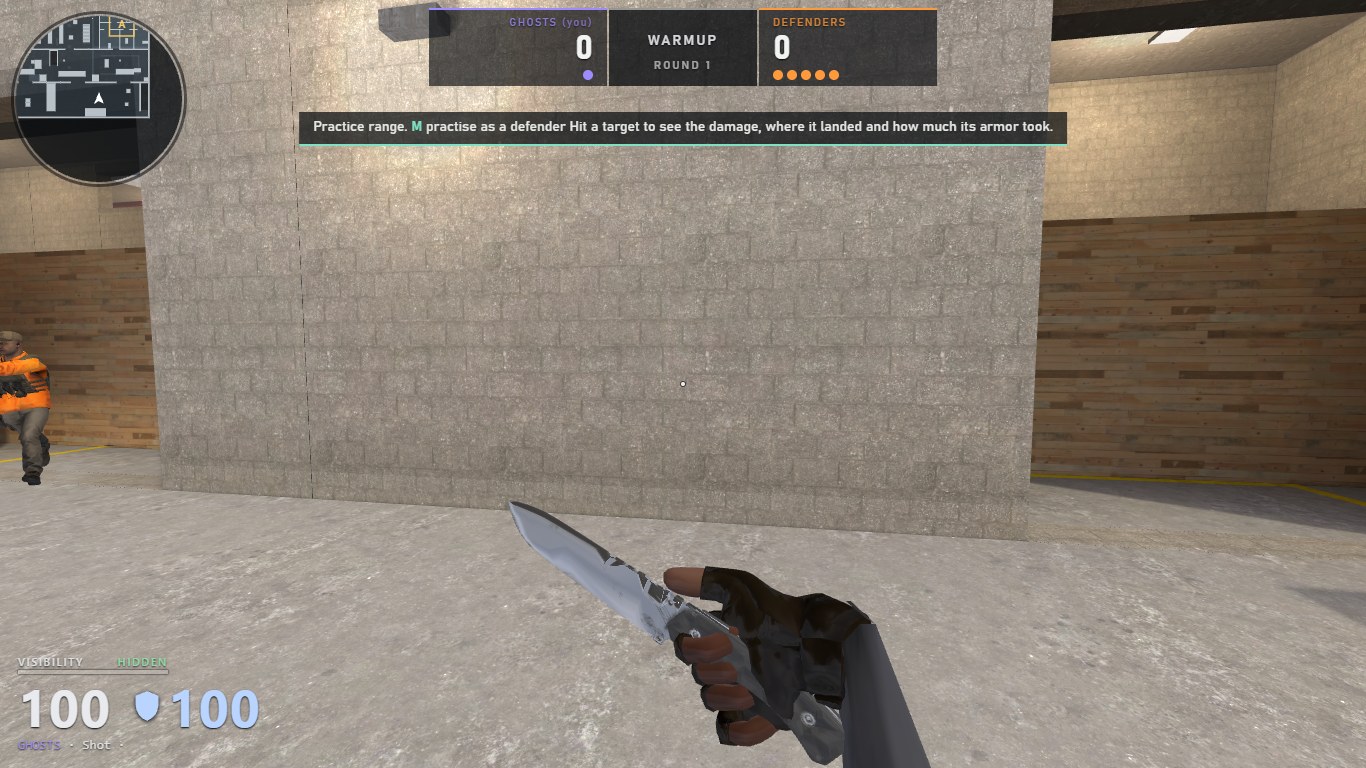 A
GHOSTS (you)
0
WARMUP
ROUND 1
DEFENDERS
0
Practice range. M practise as a defender Hit a target to see the damage, where it landed and how much its armor took.
VISIBILITY HIDDEN
100 100
GHOSTS · Shot ·